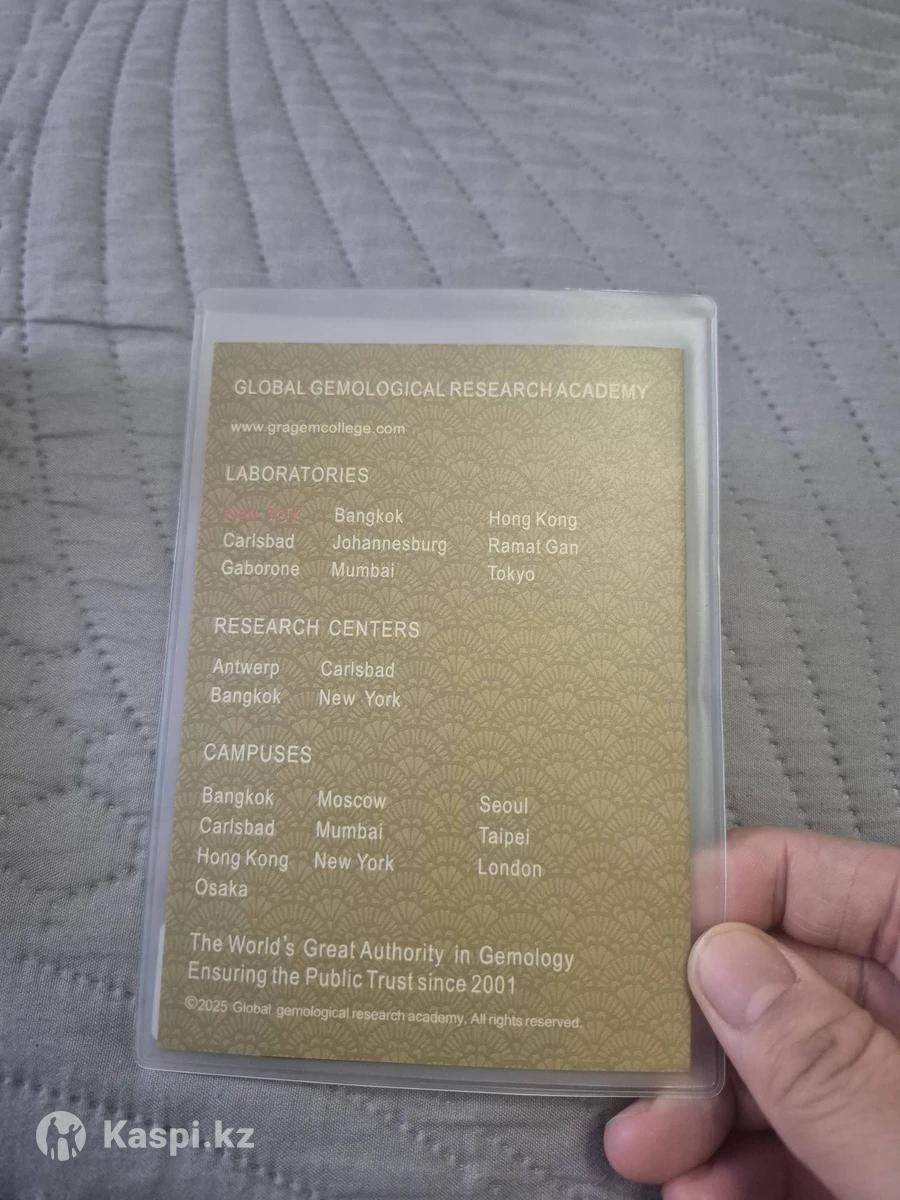 GLOBAL GEMOLOGICAL RESEARCH ACADEMY
www.gragemcollege.com
LABORATORIES
New York Bangkok Hong Kong
Carlsbad Johannesburg Ramat Gan
Gaborone Mumbai Tokyo
RESEARCH CENTERS
Antwerp Carlsbad
Bangkok New York
CAMPUSES
Bangkok Moscow Seoul
Carlsbad Mumbai Taipei
Hong Kong New York London
Osaka
The World's Great Authority in Gemology
Ensuring the Public Trust since 2001
©2025 Global gemological research academy, All rights reserved.
Kaspi.kz